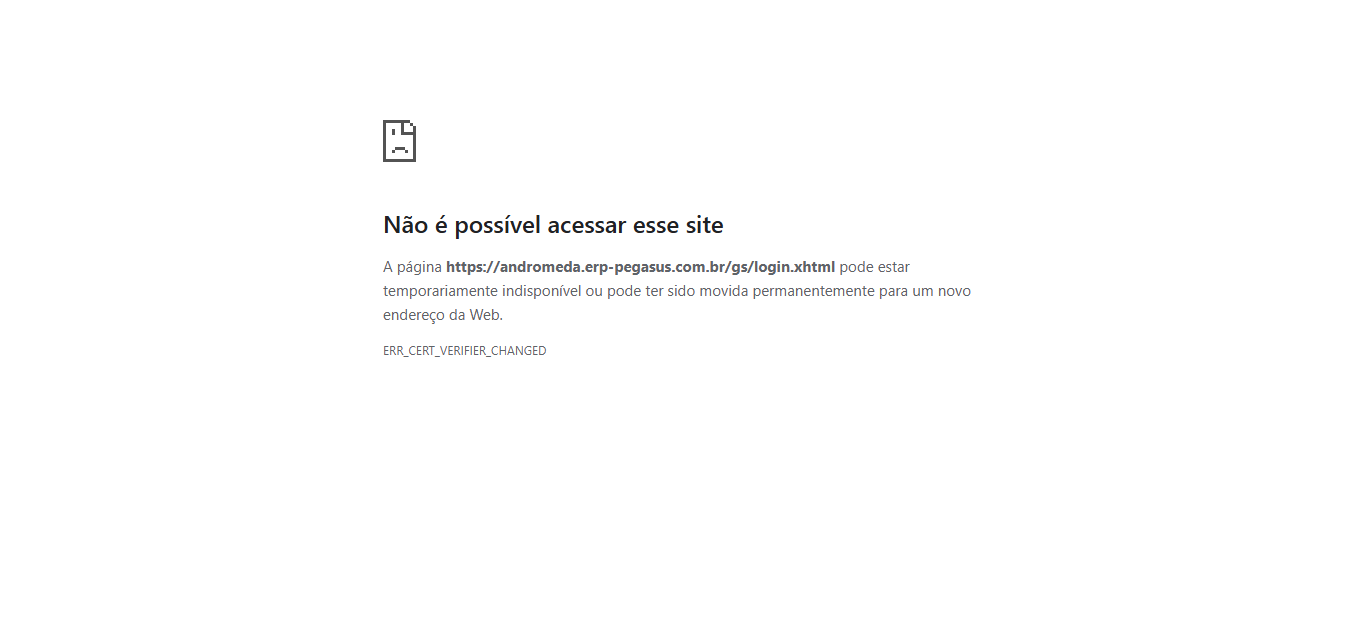 Não é possível acessar esse site
A página https://andromeda.erp-pegasus.com.br/gs/login.xhtml pode estar
temporariamente indisponível ou pode ter sido movida permanentemente para um novo
endereço da Web.
ERR_CERT_VERIFIER_CHANGED